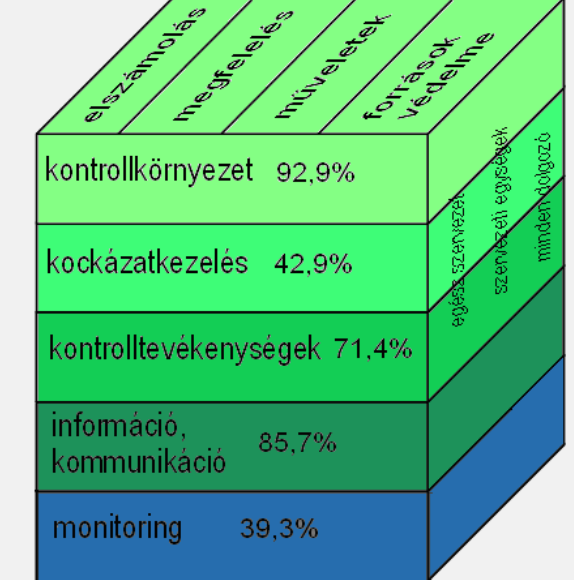 elszámolás
megfelelés
műveletek
források
védelme
kontrollkörnyezet 92,9%
kockázatkezelés 42,9%
kontrolltevékenységek 71,4%
információ,
kommunikáció 85,7%
monitoring 39,3%
egész szervezet
szervezeti egységek
minden dolgozó